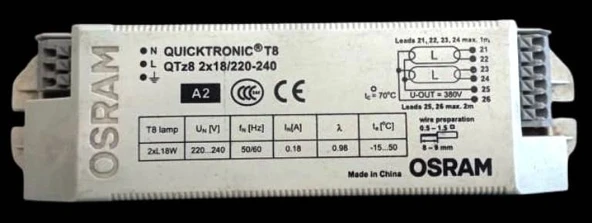 OSRAM
N QUICKTRONIC® T8
L QTz8 2x18/220-240
A2 CCC CE
T8 lamp UN [V] fN [Hz] IN[A] λ ta [°C]
2xL18W 220...240 50/60 0.18 0.98 -15...50
Leads 21, 22, 23, 24 max. 1m
L 21
22
L 23
24
U-OUT = 380V 25
26
tc = 70°C
Leads 25, 26 max. 2m
wire preparation
0.5 – 1.5
8 – 9 mm
Made in China OSRAM